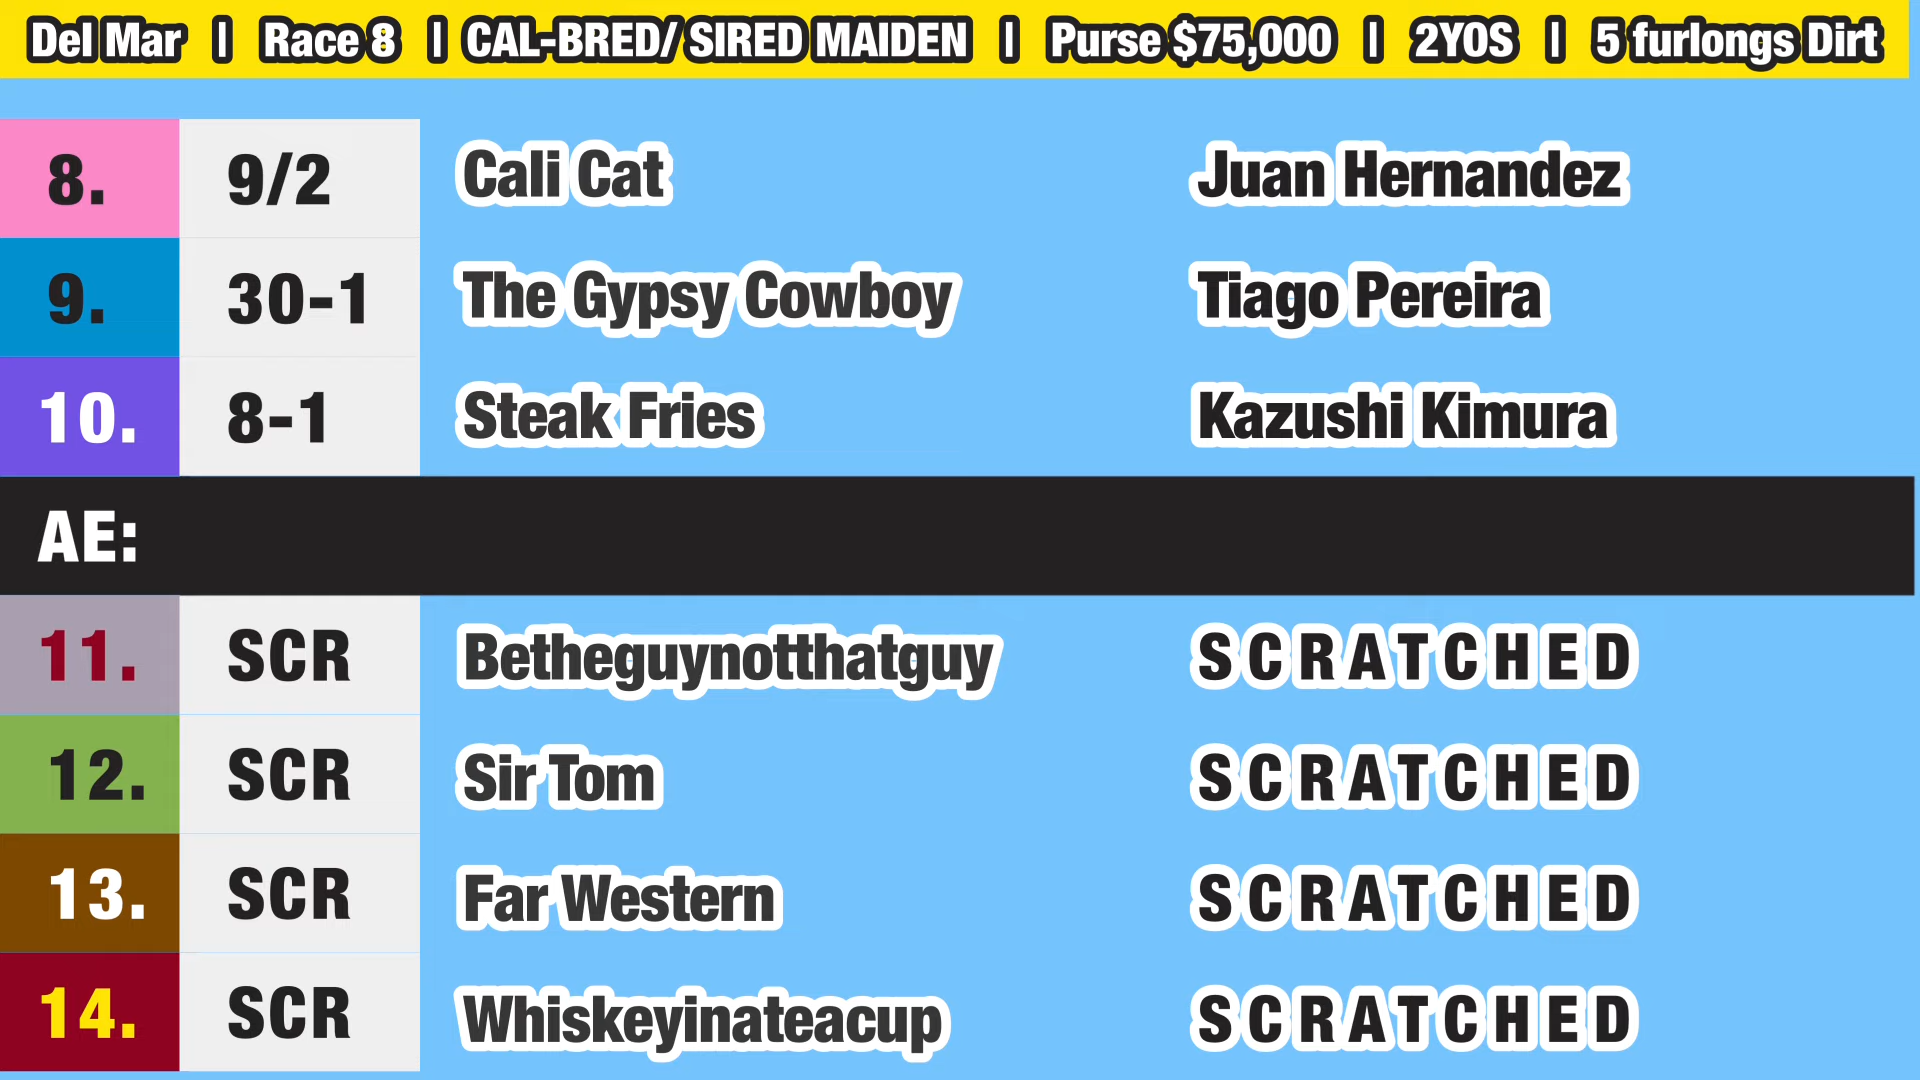 Del Mar | Race 8 | CAL-BRED/ SIRED MAIDEN | Purse $75,000 | 2YOS | 5 furlongs Dirt
8. 9/2 Cali Cat Juan Hernandez
9. 30-1 The Gypsy Cowboy Tiago Pereira
10. 8-1 Steak Fries Kazushi Kimura
AE:
11. SCR Betheguynotthatguy SCRATCHED
12. SCR Sir Tom SCRATCHED
13. SCR Far Western SCRATCHED
14. SCR Whiskeyinateacup SCRATCHED